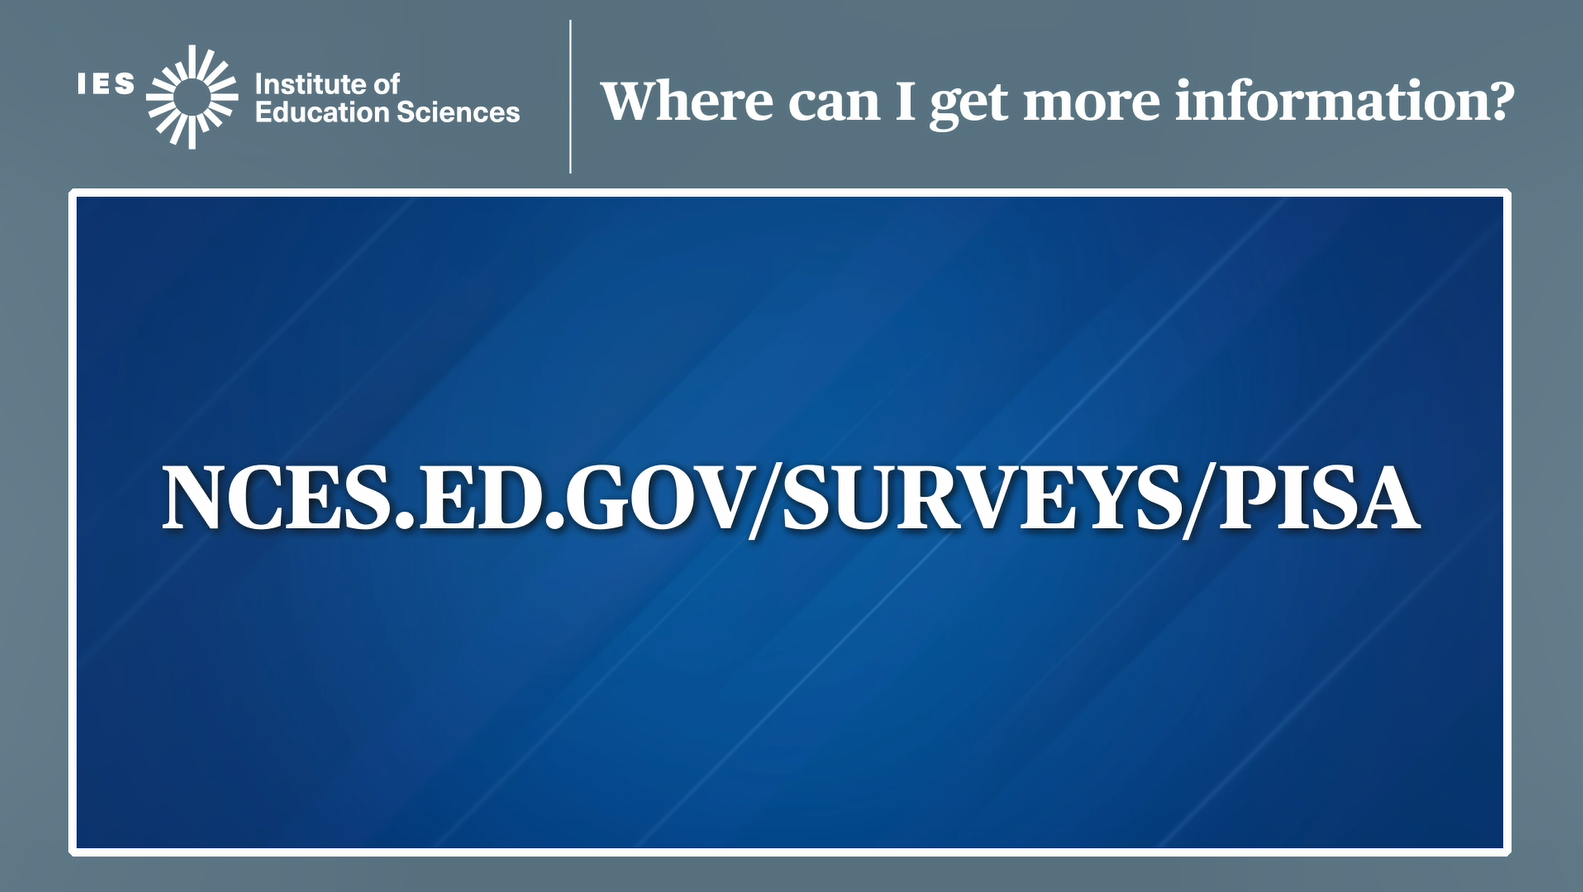 IES
Institute of
Education Sciences
Where can I get more information?
NCES.ED.GOV/SURVEYS/PISA